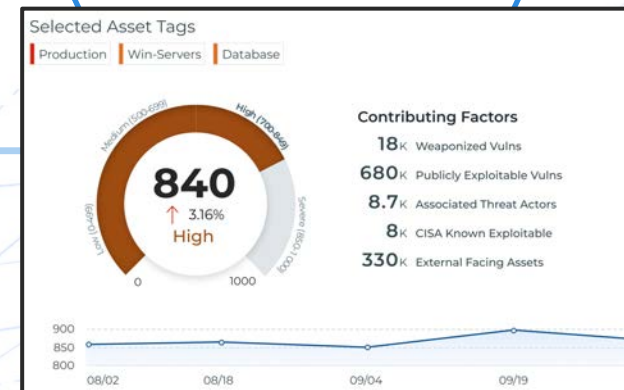 Selected Asset Tags
Production Win-Servers Database
Low (0-499)
Medium (500-699)
High (700-849)
Severe (850-1000)
840
↑ 3.16%
High
0 1000
Contributing Factors
18K Weaponized Vulns
680K Publicly Exploitable Vulns
8.7K Associated Threat Actors
8K CISA Known Exploitable
330K External Facing Assets
900
850
800
08/02 08/18 09/04 09/19